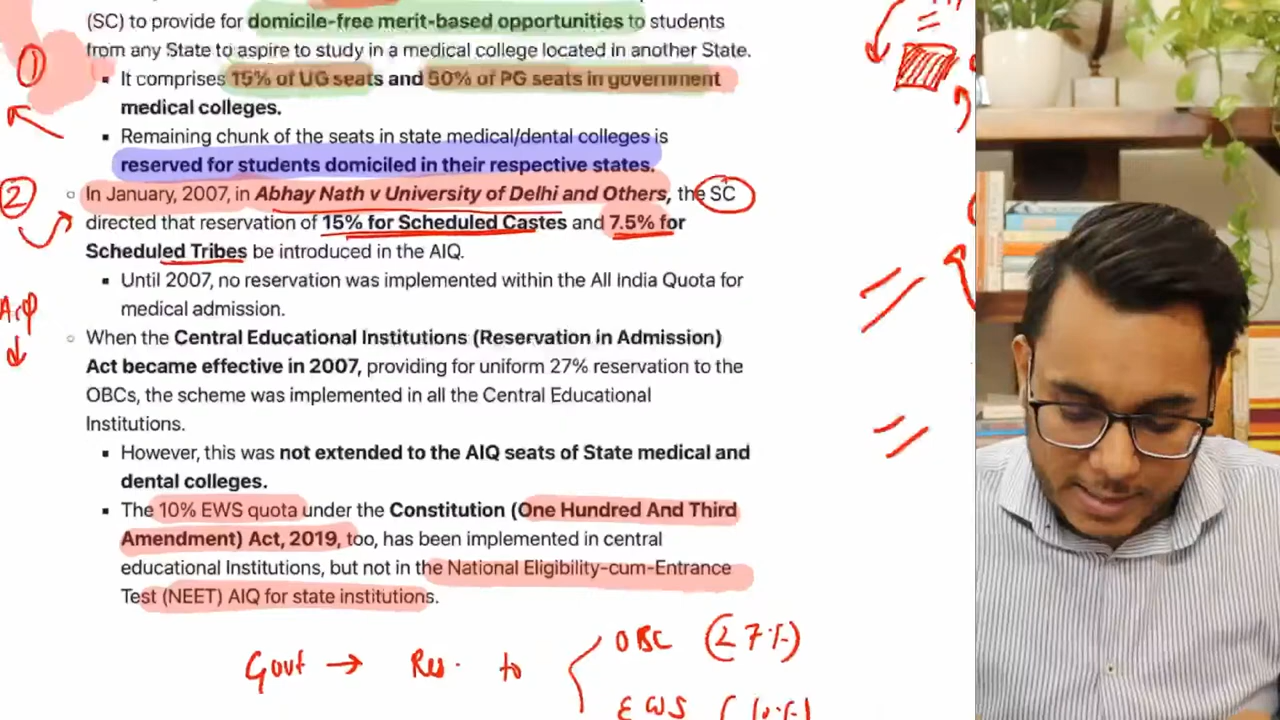 (SC) to provide for domicile-free merit-based opportunities to students
from any State to aspire to study in a medical college located in another State.
▪ It comprises 15% of UG seats and 50% of PG seats in government
medical colleges.
▪ Remaining chunk of the seats in state medical/dental colleges is
reserved for students domiciled in their respective states.
1
2
○ In January, 2007, in Abhay Nath v University of Delhi and Others, the SC
directed that reservation of 15% for Scheduled Castes and 7.5% for
Scheduled Tribes be introduced in the AIQ.
▪ Until 2007, no reservation was implemented within the All India Quota for
medical admission.
AIQ
○ When the Central Educational Institutions (Reservation in Admission)
Act became effective in 2007, providing for uniform 27% reservation to the
OBCs, the scheme was implemented in all the Central Educational
Institutions.
▪ However, this was not extended to the AIQ seats of State medical and
dental colleges.
▪ The 10% EWS quota under the Constitution (One Hundred And Third
Amendment) Act, 2019, too, has been implemented in central
educational Institutions, but not in the National Eligibility-cum-Entrance
Test (NEET) AIQ for state institutions.
Govt → Res. to
OBC (27%)
EWS (10%)